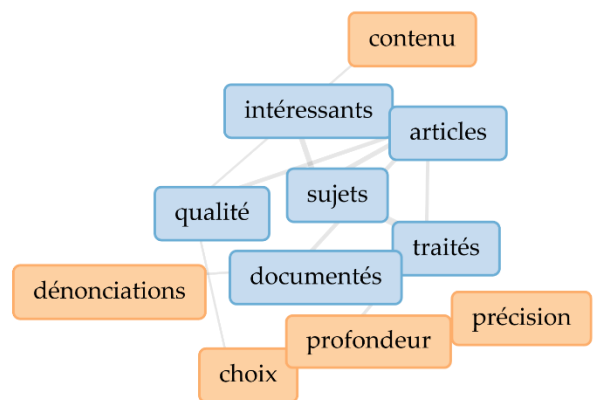 contenu
intéressants
articles
sujets
qualité
traités
documentés
dénonciations
précision
profondeur
choix